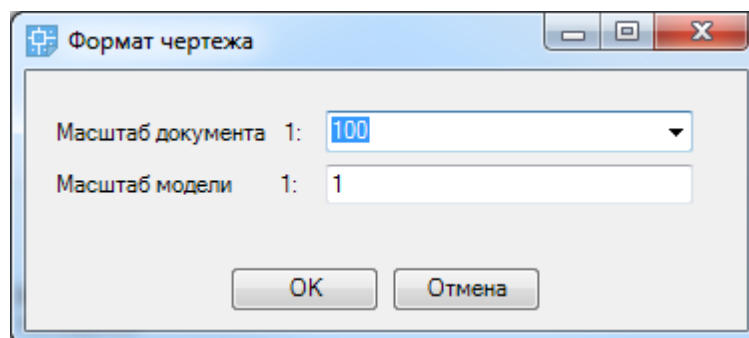 Формат чертежа
Масштаб документа 1: 100
Масштаб модели 1: 1
OK Отмена